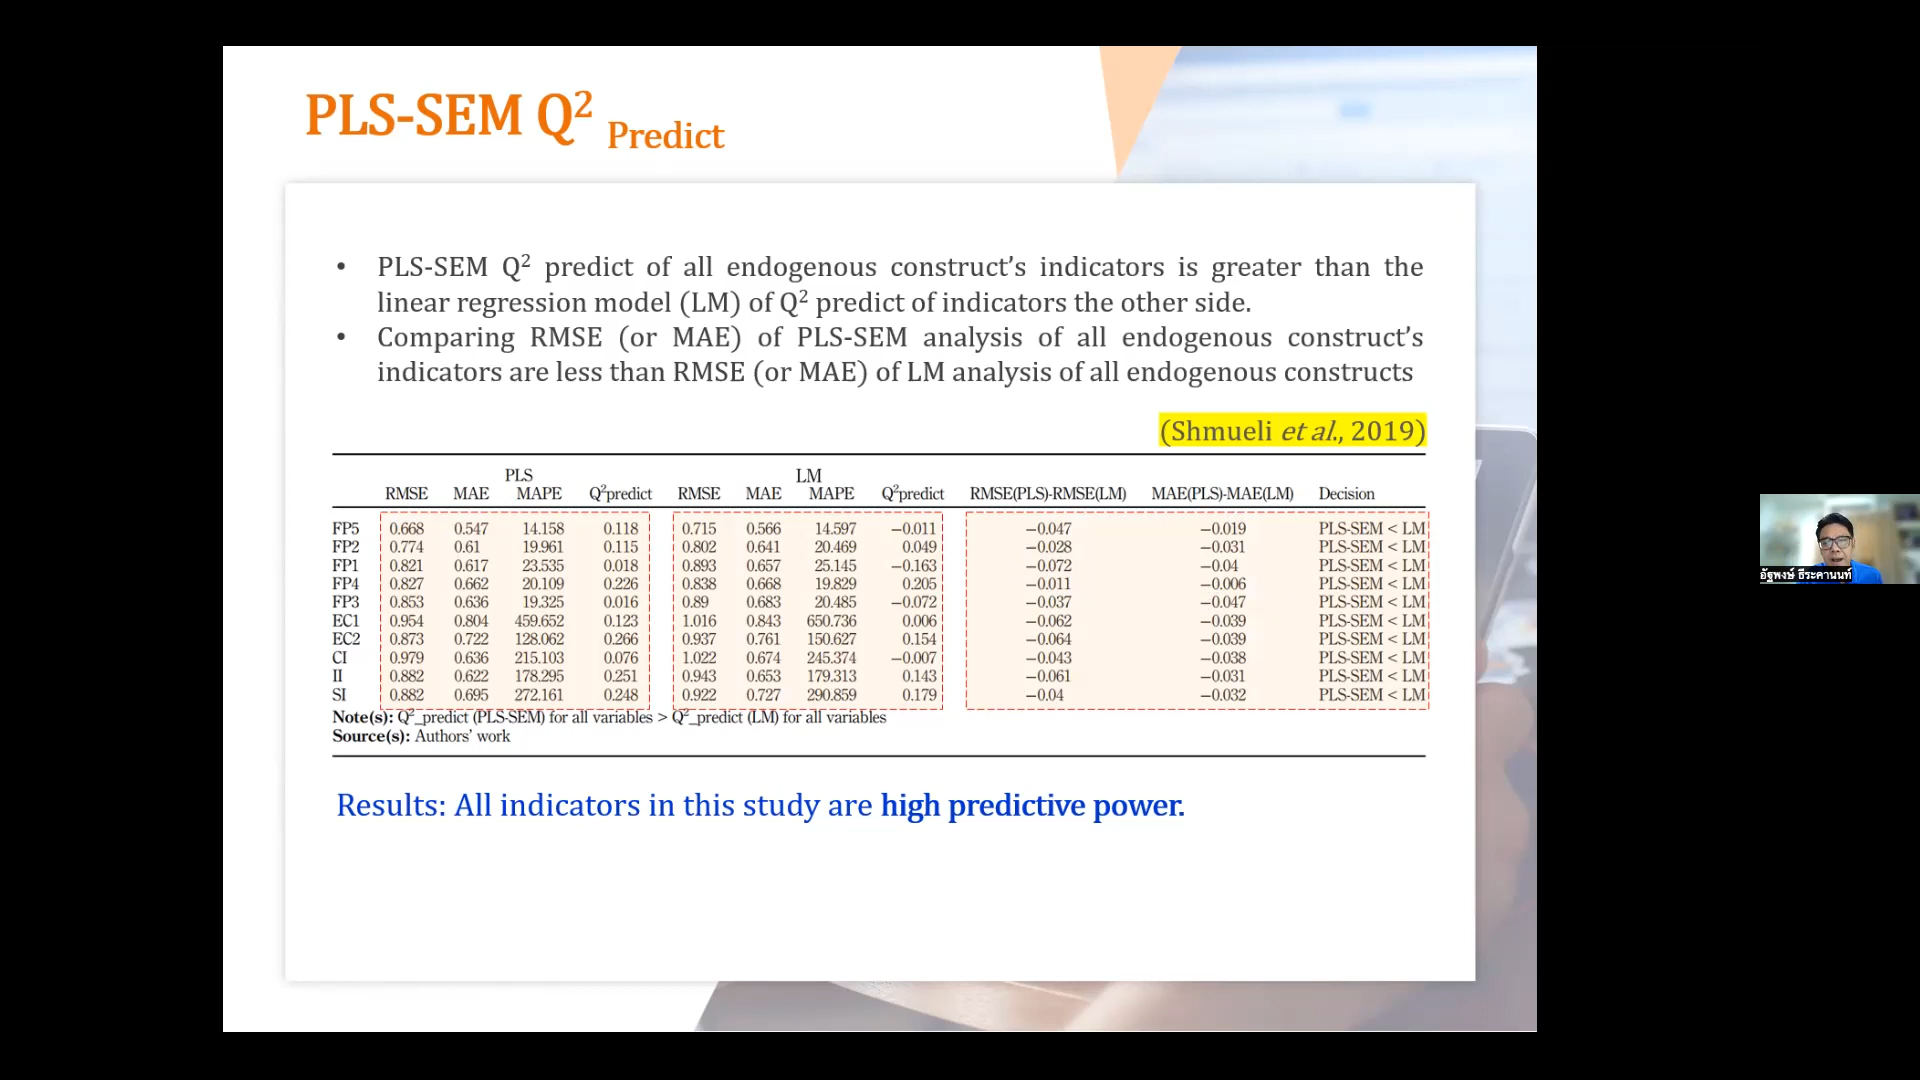 PLS-SEM Q² Predict
• PLS-SEM Q² predict of all endogenous construct's indicators is greater than the
linear regression model (LM) of Q² predict of indicators the other side.
• Comparing RMSE (or MAE) of PLS-SEM analysis of all endogenous construct's
indicators are less than RMSE (or MAE) of LM analysis of all endogenous constructs
(Shmueli et al., 2019)
PLS LM
RMSE MAE MAPE Q²predict RMSE MAE MAPE Q²predict RMSE(PLS)-RMSE(LM) MAE(PLS)-MAE(LM) Decision
FP5 0.668 0.547 14.158 0.118 0.715 0.566 14.597 −0.011 −0.047 −0.019 PLS-SEM < LM
FP2 0.774 0.61 19.961 0.115 0.802 0.641 20.469 0.049 −0.028 −0.031 PLS-SEM < LM
FP1 0.821 0.617 23.535 0.018 0.893 0.657 25.145 −0.163 −0.072 −0.04 PLS-SEM < LM
FP4 0.827 0.662 20.109 0.226 0.838 0.668 19.829 0.205 −0.011 −0.006 PLS-SEM < LM
FP3 0.853 0.636 19.325 0.016 0.89 0.683 20.485 −0.072 −0.037 −0.047 PLS-SEM < LM
EC1 0.954 0.804 459.652 0.123 1.016 0.843 650.736 0.006 −0.062 −0.039 PLS-SEM < LM
EC2 0.873 0.722 128.062 0.266 0.937 0.761 150.627 0.154 −0.064 −0.039 PLS-SEM < LM
CI 0.979 0.636 215.103 0.076 1.022 0.674 245.374 −0.007 −0.043 −0.038 PLS-SEM < LM
II 0.882 0.622 178.295 0.251 0.943 0.653 179.313 0.143 −0.061 −0.031 PLS-SEM < LM
SI 0.882 0.695 272.161 0.248 0.922 0.727 290.859 0.179 −0.04 −0.032 PLS-SEM < LM
Note(s): Q²_predict (PLS-SEM) for all variables > Q²_predict (LM) for all variables
Source(s): Authors' work
Results: All indicators in this study are high predictive power.
อัฐพงษ์ ธีระคานนท์